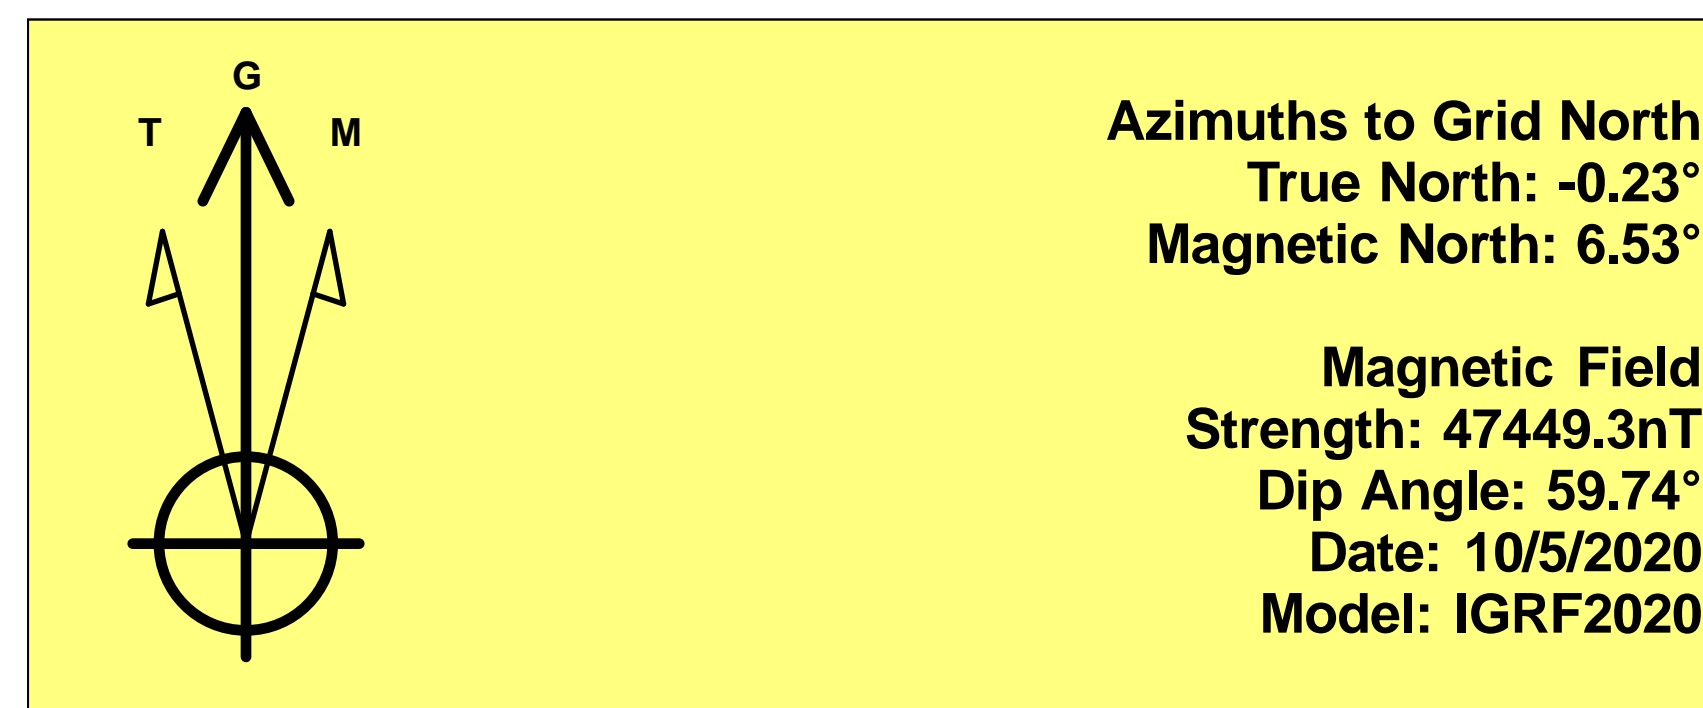 G
T M
Azimuths to Grid North
True North: -0.23°
Magnetic North: 6.53°
Magnetic Field
Strength: 47449.3nT
Dip Angle: 59.74°
Date: 10/5/2020
Model: IGRF2020